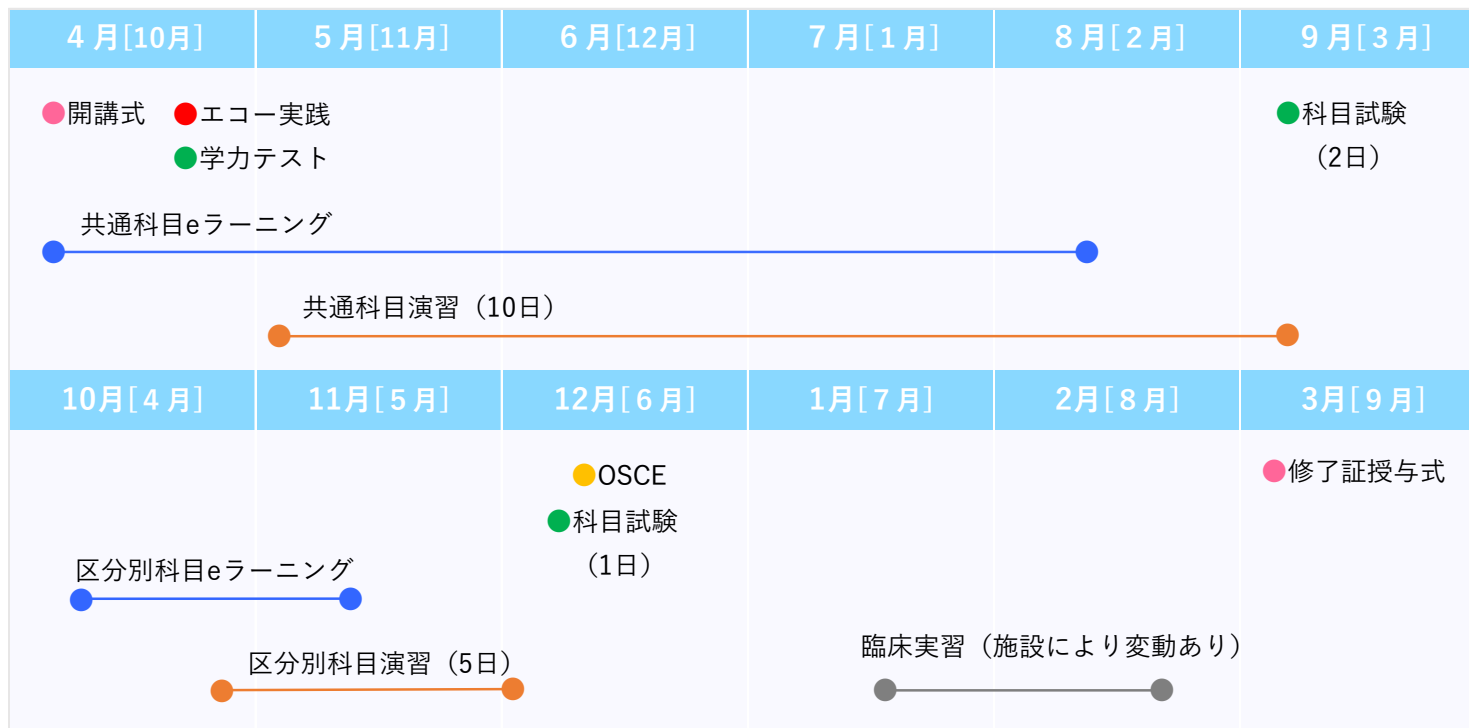 4月[10月]
5月[11月]
6月[12月]
7月[1月]
8月[2月]
9月[3月]
開講式
エコー実践
科目試験
学力テスト
（2日）
共通科目eラーニング
共通科目演習（10日）
10月[4月]
11月[5月]
12月[6月]
1月[7月]
2月[8月]
3月[9月]
OSCE
修了証授与式
科目試験
（1日）
区分別科目eラーニング
区分別科目演習（5日）
臨床実習（施設により変動あり）